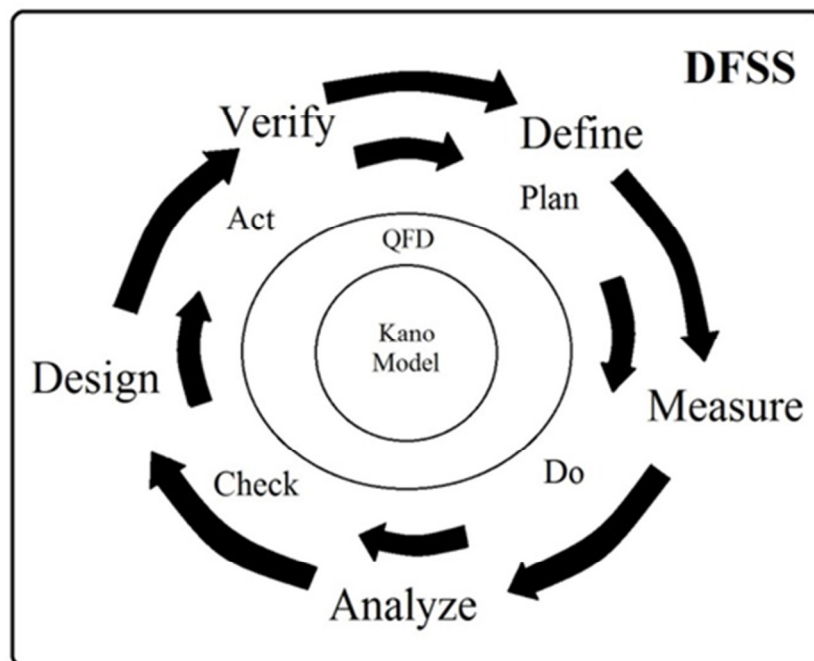 DFSS
Verify
Define
Plan
Act
QFD
Kano
Model
Design
Measure
Do
Check
Analyze